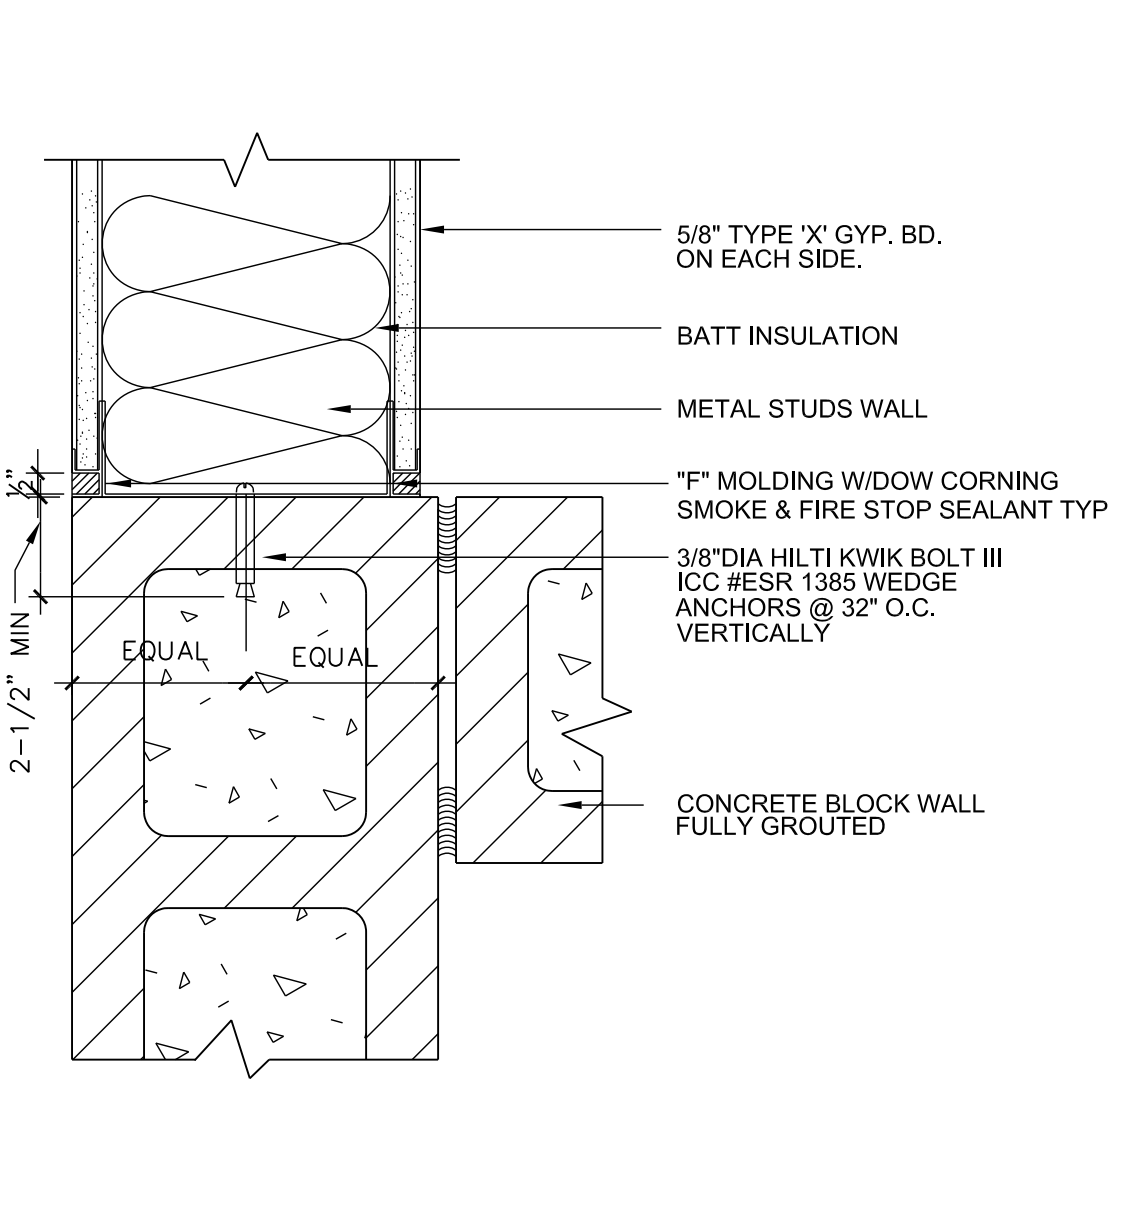 5/8" TYPE 'X' GYP. BD.
ON EACH SIDE.
BATT INSULATION
METAL STUDS WALL
"F" MOLDING W/DOW CORNING
SMOKE & FIRE STOP SEALANT TYP
3/8"DIA HILTI KWIK BOLT III
ICC #ESR 1385 WEDGE
ANCHORS @ 32" O.C.
VERTICALLY
CONCRETE BLOCK WALL
FULLY GROUTED
1/2"
2-1/2" MIN
EQUAL
EQUAL